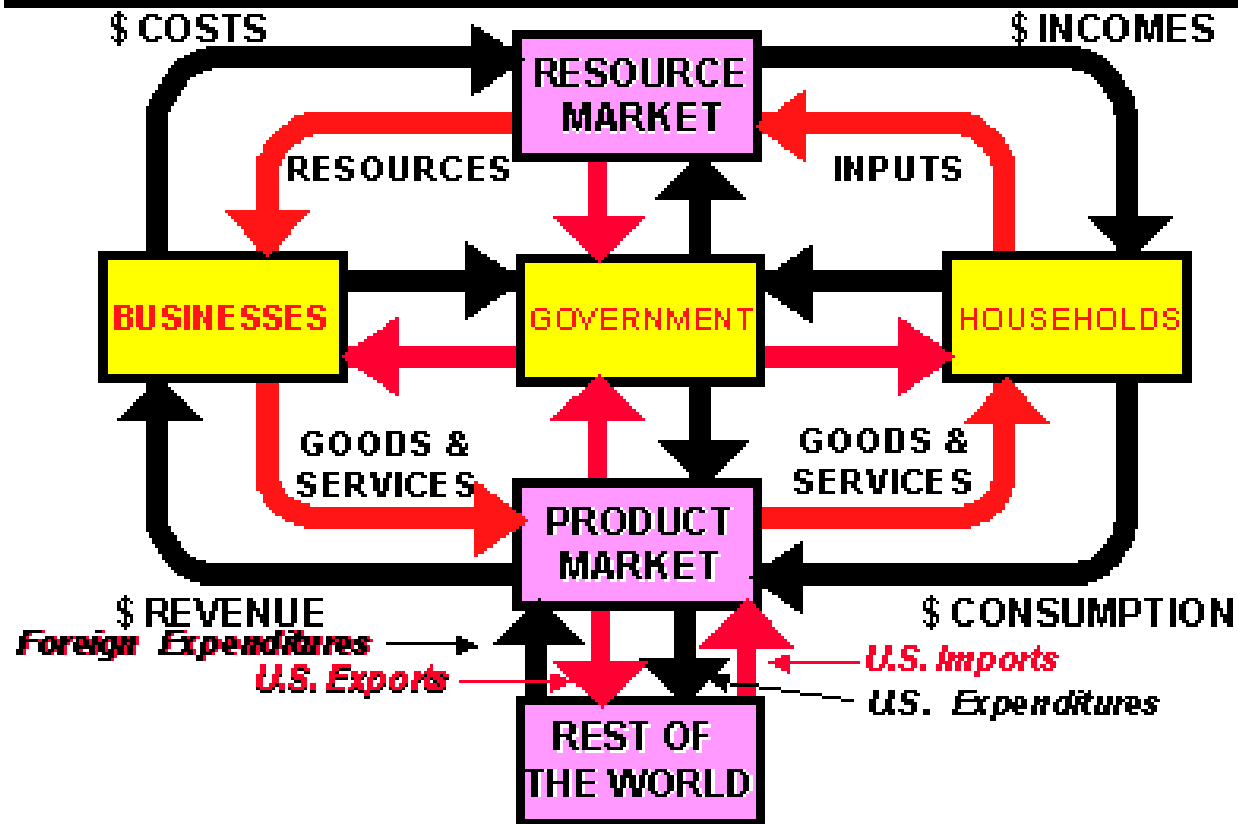 $ COSTS
$ INCOMES
RESOURCE
MARKET
RESOURCES
INPUTS
BUSINESSES
GOVERNMENT
HOUSEHOLDS
GOODS &
SERVICES
GOODS &
SERVICES
PRODUCT
MARKET
$ REVENUE
$ CONSUMPTION
Foreign Expenditures
U.S. Exports
U.S. Imports
U.S. Expenditures
REST OF
THE WORLD